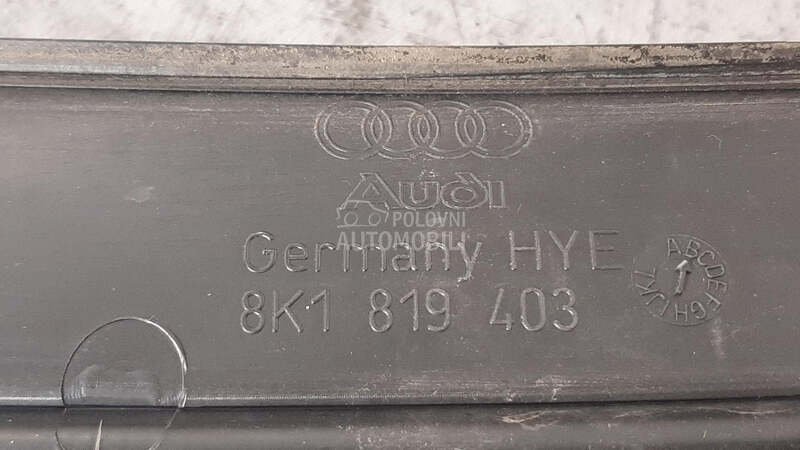 Audi
POLOVNI
AUTOMOBILI
Germany HYE
8K1 819 403
ABCDEFGHIJKL